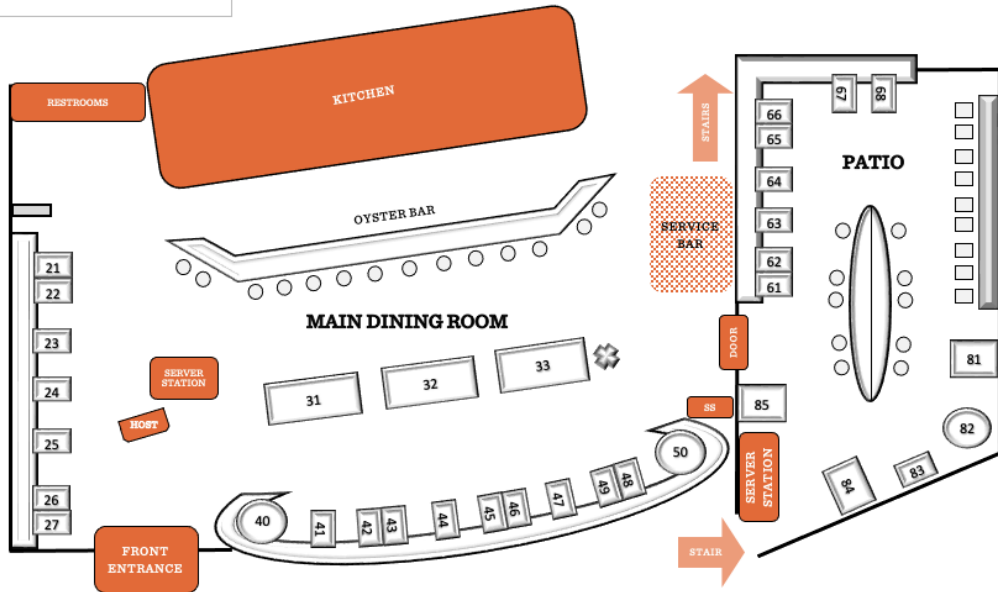 RESTROOMS
KITCHEN
STAIRS
66
65
64
63
62
61
67
68
PATIO
OYSTER BAR
SERVICE
BAR
21
22
23
24
25
26
27
MAIN DINING ROOM
SERVER
STATION
HOST
31
32
33
DOOR
SS
85
81
82
83
84
SERVER
STATION
50
40
41
42
43
44
45
46
47
49
48
FRONT
ENTRANCE
STAIR